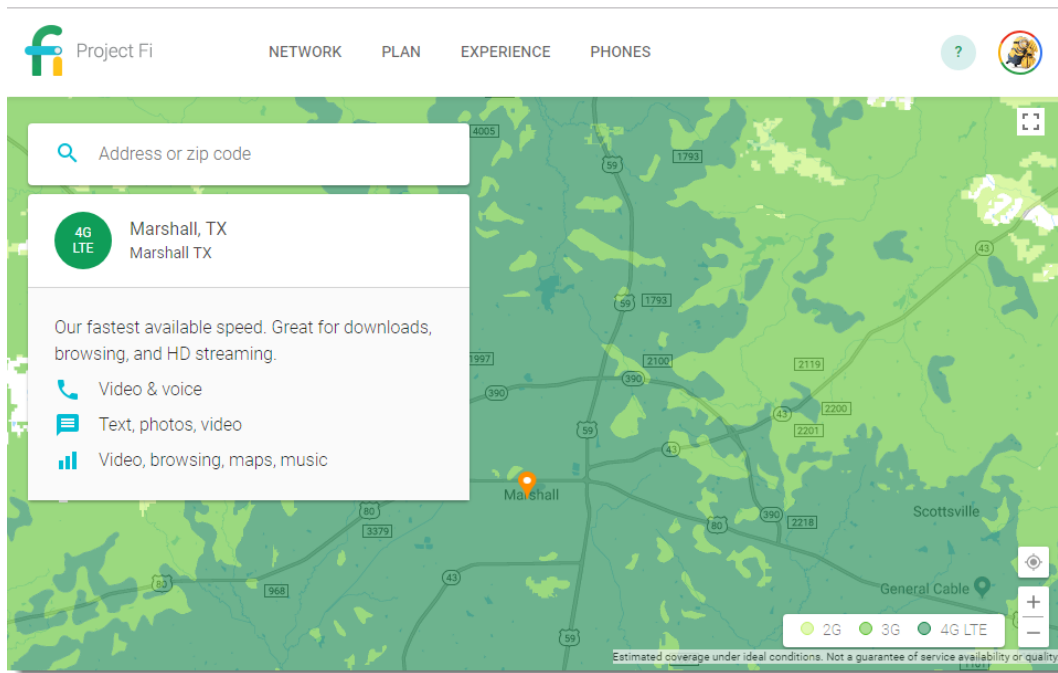 Project Fi
NETWORK PLAN EXPERIENCE PHONES
?
Address or zip code
4G
LTE
Marshall, TX
Marshall TX
Our fastest available speed. Great for downloads,
browsing, and HD streaming.
Video & voice
Text, photos, video
Video, browsing, maps, music
4005
59
1793
43
59
1793
1997
2100
2119
390
390
43
2200
59
2201
43
Marshall
80
390
2218
Scottsville
80
3379
43
80
968
General Cable
59
2G 3G 4G LTE
+
−
Estimated coverage under ideal conditions. Not a guarantee of service availability or quality